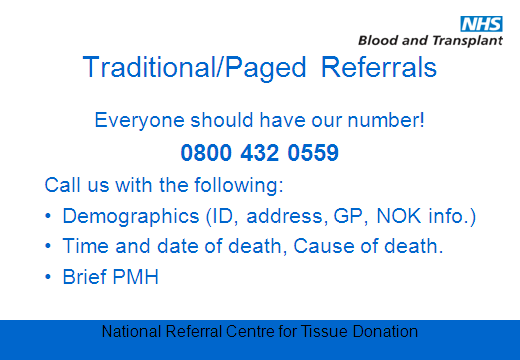 NHS
Blood and Transplant
Traditional/Paged Referrals
Everyone should have our number!
0800 432 0559
Call us with the following:
• Demographics (ID, address, GP, NOK info.)
• Time and date of death, Cause of death.
• Brief PMH
National Referral Centre for Tissue Donation